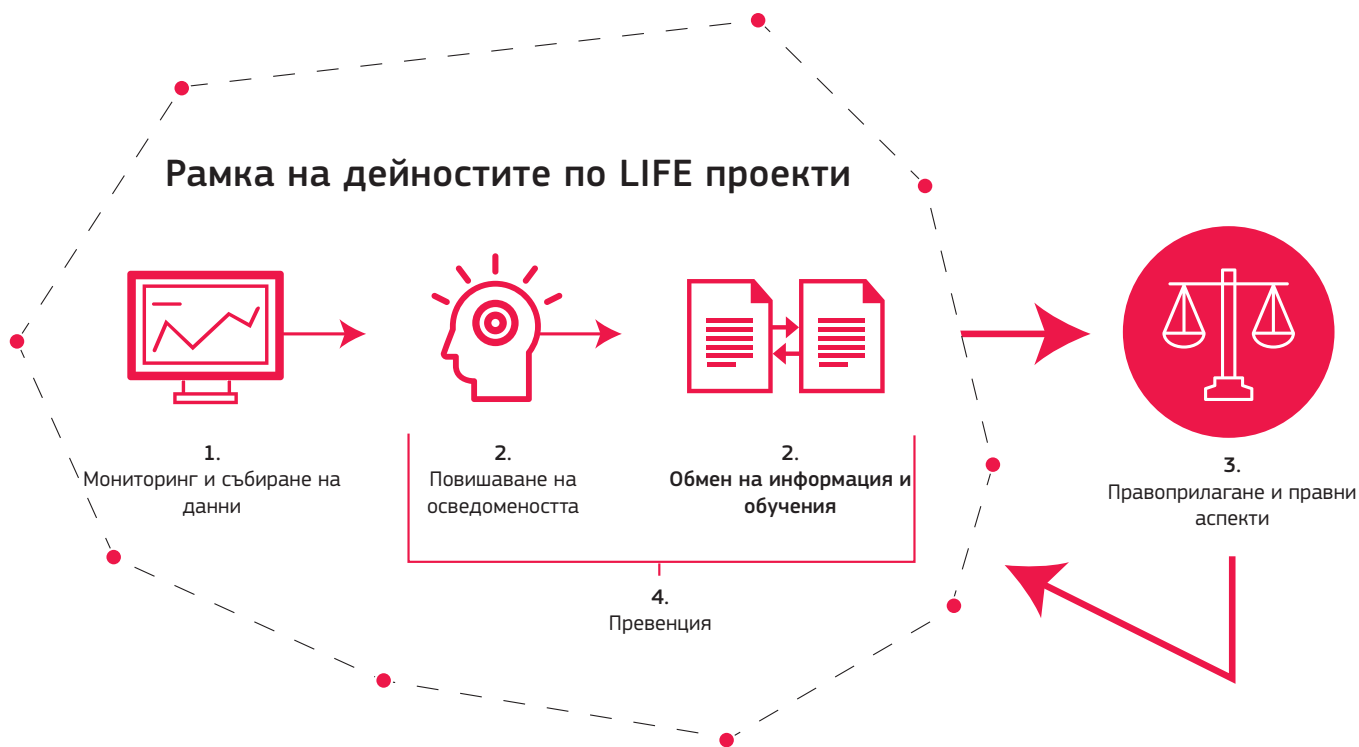 Рамка на дейностите по LIFE проекти
1.
Мониторинг и събиране на
данни
2.
Повишаване на
осведомеността
2.
Обмен на информация и
обучения
3.
Правоприлагане и правни
аспекти
4.
Превенция